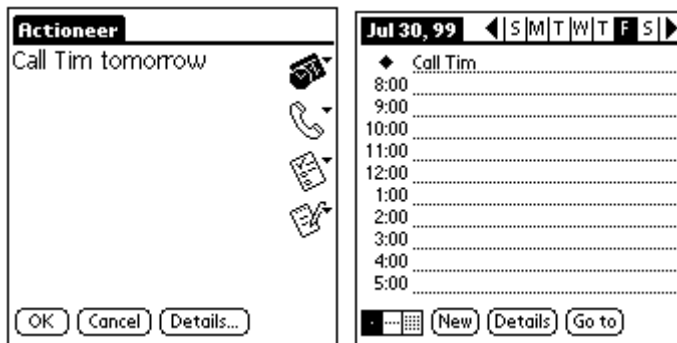 Actioneer
Call Tim tomorrow
OK Cancel Details...
Jul 30, 99 S M T W T F S
Call Tim
8:00
9:00
10:00
11:00
12:00
1:00
2:00
3:00
4:00
5:00
New Details Go to